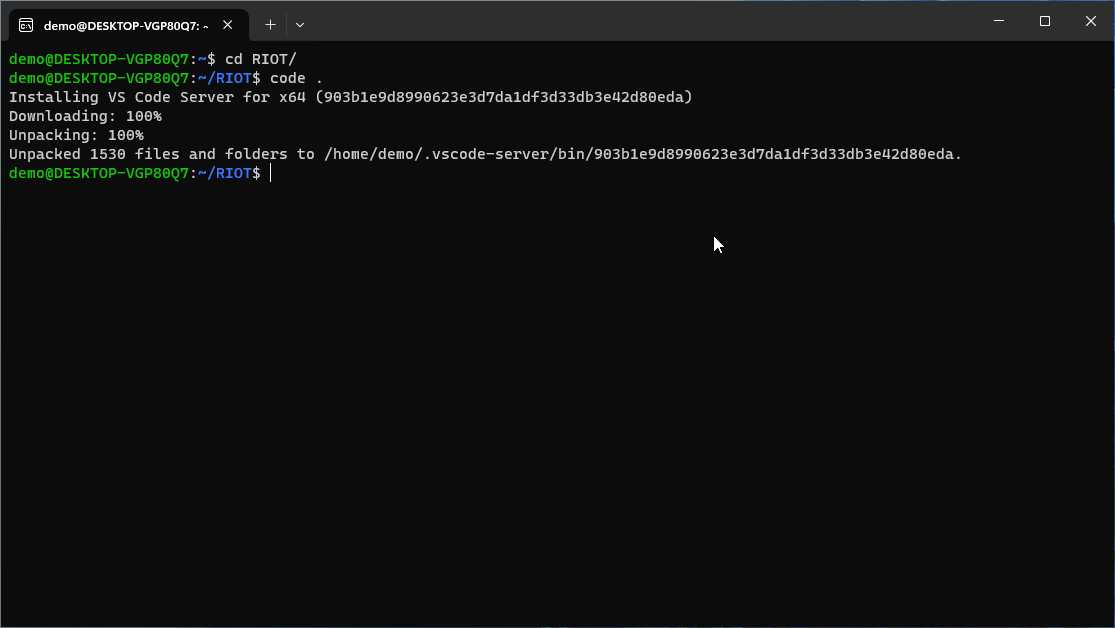 demo@DESKTOP-VGP80Q7: ~
demo@DESKTOP-VGP80Q7:~$ cd RIOT/
demo@DESKTOP-VGP80Q7:~/RIOT$ code .
Installing VS Code Server for x64 (903b1e9d8990623e3d7da1df3d33db3e42d80eda)
Downloading: 100%
Unpacking: 100%
Unpacked 1530 files and folders to /home/demo/.vscode-server/bin/903b1e9d8990623e3d7da1df3d33db3e42d80eda.
demo@DESKTOP-VGP80Q7:~/RIOT$